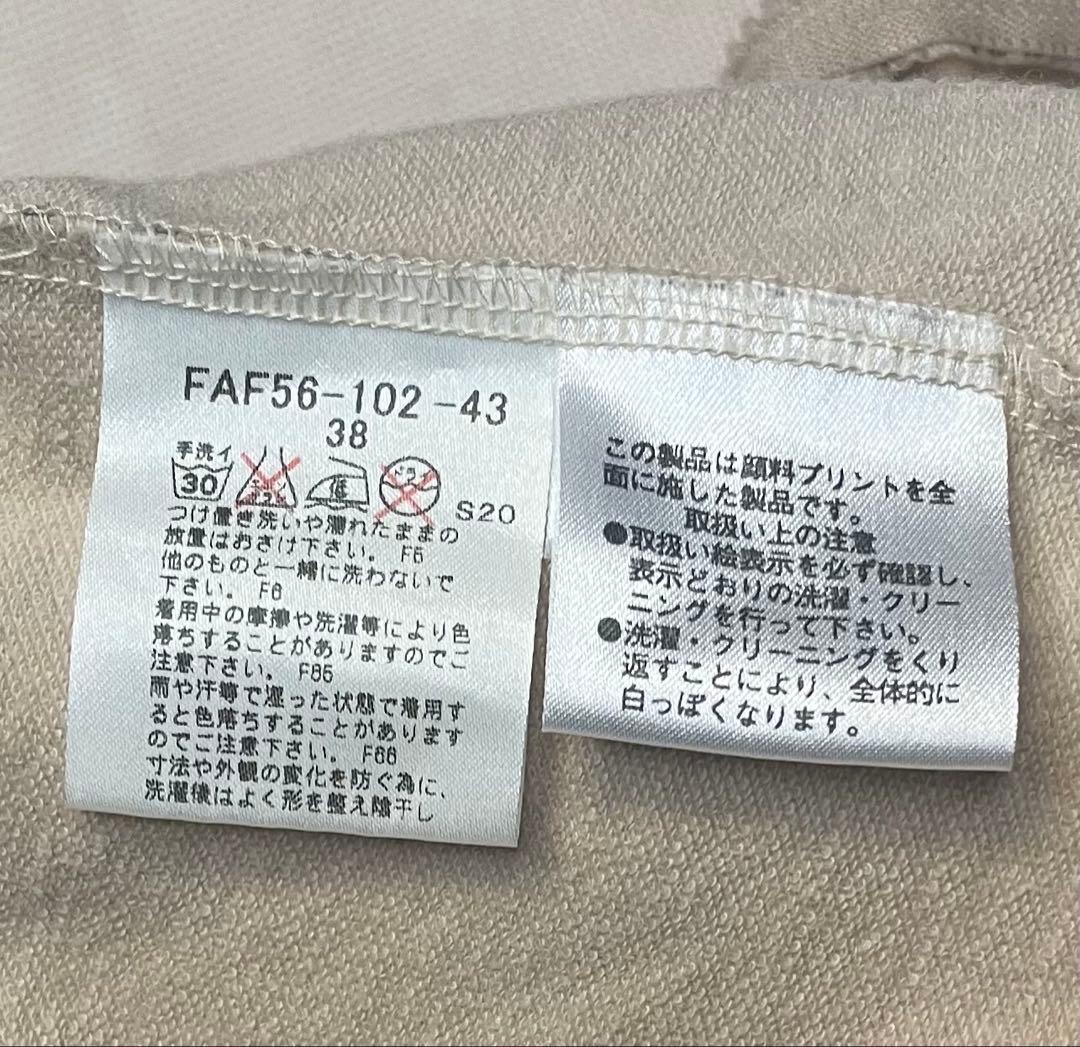 FAF56-102-43
38
手洗イ
30
エンソ
サラシ
低
ドライ
S20
つけ置き洗いや濡れたままの
放置はおさけ下さい。 F5
他のものと一緒に洗わないで
下さい。 F6
着用中の摩擦や洗濯等により色
落ちすることがありますのでご
注意下さい。 F65
雨や汗等で湿った状態で着用す
ると色落ちすることがあります
のでご注意下さい。 F66
寸法や外観の変化を防ぐ為に、
洗濯後はよく形を整え陰干し
この製品は顔料プリントを全
面に施した製品です。
取扱い上の注意
●取扱い絵表示を必ず確認し、
表示どおりの洗濯・クリー
ニングを行って下さい。
●洗濯・クリーニングをくり
返すことにより、全体的に
白っぽくなります。